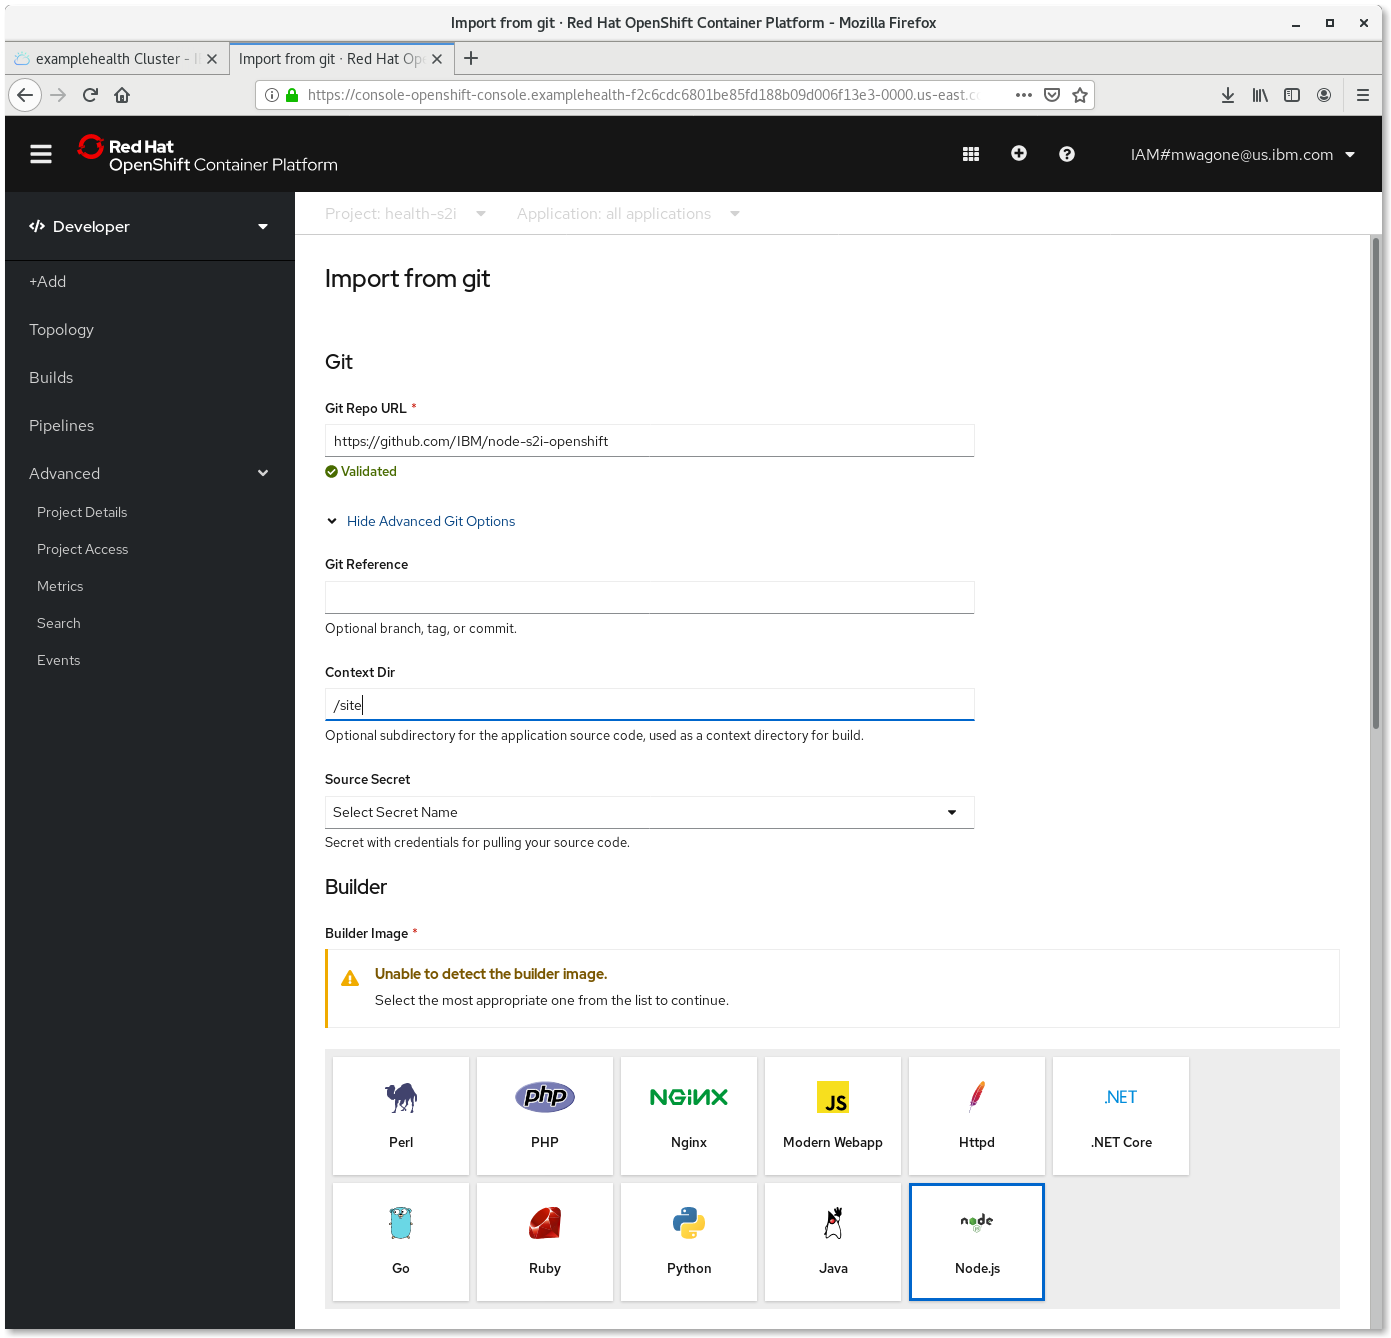 Import from git · Red Hat OpenShift Container Platform - Mozilla Firefox
examplehealth Cluster -
Import from git · Red Hat Ope
https://console-openshift-console.examplehealth-f2c6cdc6801be85fd188b09d006f13e3-0000.us-east.c
Red Hat
OpenShift Container Platform
IAM#mwagone@us.ibm.com
Developer
Project: health-s2i
Application: all applications
+Add
Topology
Builds
Pipelines
Advanced
Project Details
Project Access
Metrics
Search
Events
Import from git
Git
Git Repo URL *
https://github.com/IBM/node-s2i-openshift
Validated
Hide Advanced Git Options
Git Reference
Optional branch, tag, or commit.
Context Dir
/site
Optional subdirectory for the application source code, used as a context directory for build.
Source Secret
Select Secret Name
Secret with credentials for pulling your source code.
Builder
Builder Image *
Unable to detect the builder image.
Select the most appropriate one from the list to continue.
php
NGINX
JS
.NET
Perl
PHP
Nginx
Modern Webapp
Httpd
.NET Core
node
JS
Go
Ruby
Python
Java
Node.js